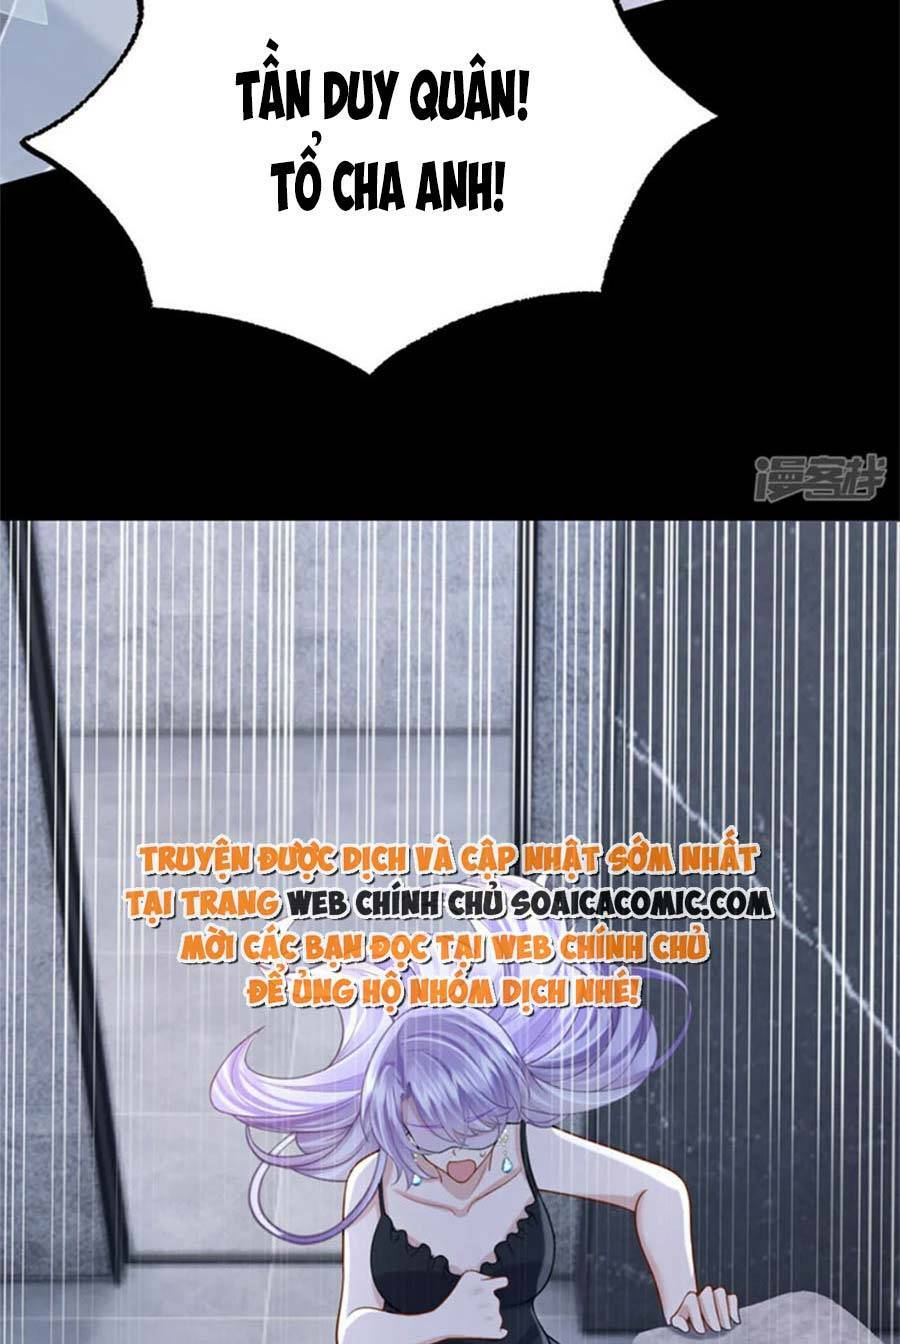 TẦN DUY QUÂN!
TỔ CHA ANH!
漫客栈
TRUYỆN ĐƯỢC DỊCH VÀ CẬP NHẬT SỚM NHẤT
TẠI TRANG WEB CHÍNH CHỦ SOAICACOMIC.COM
MỜI CÁC BẠN ĐỌC TẠI WEB CHÍNH CHỦ
ĐỂ ỦNG HỘ NHÓM DỊCH NHÉ!